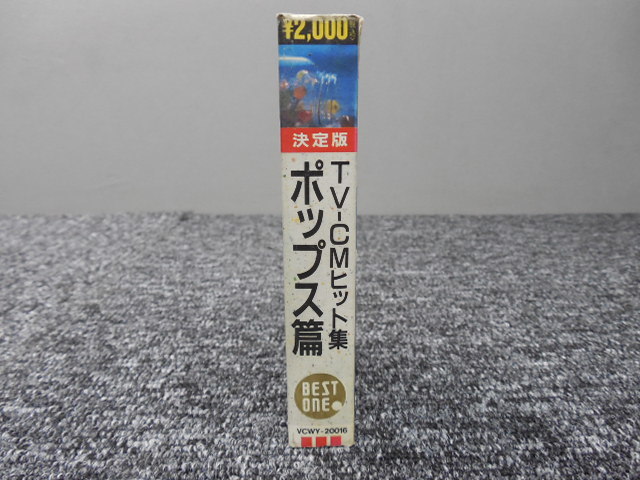 ¥2,000
決定版
TV-CMヒット集
ポップス篇
BEST
ONE
VCWY-20016